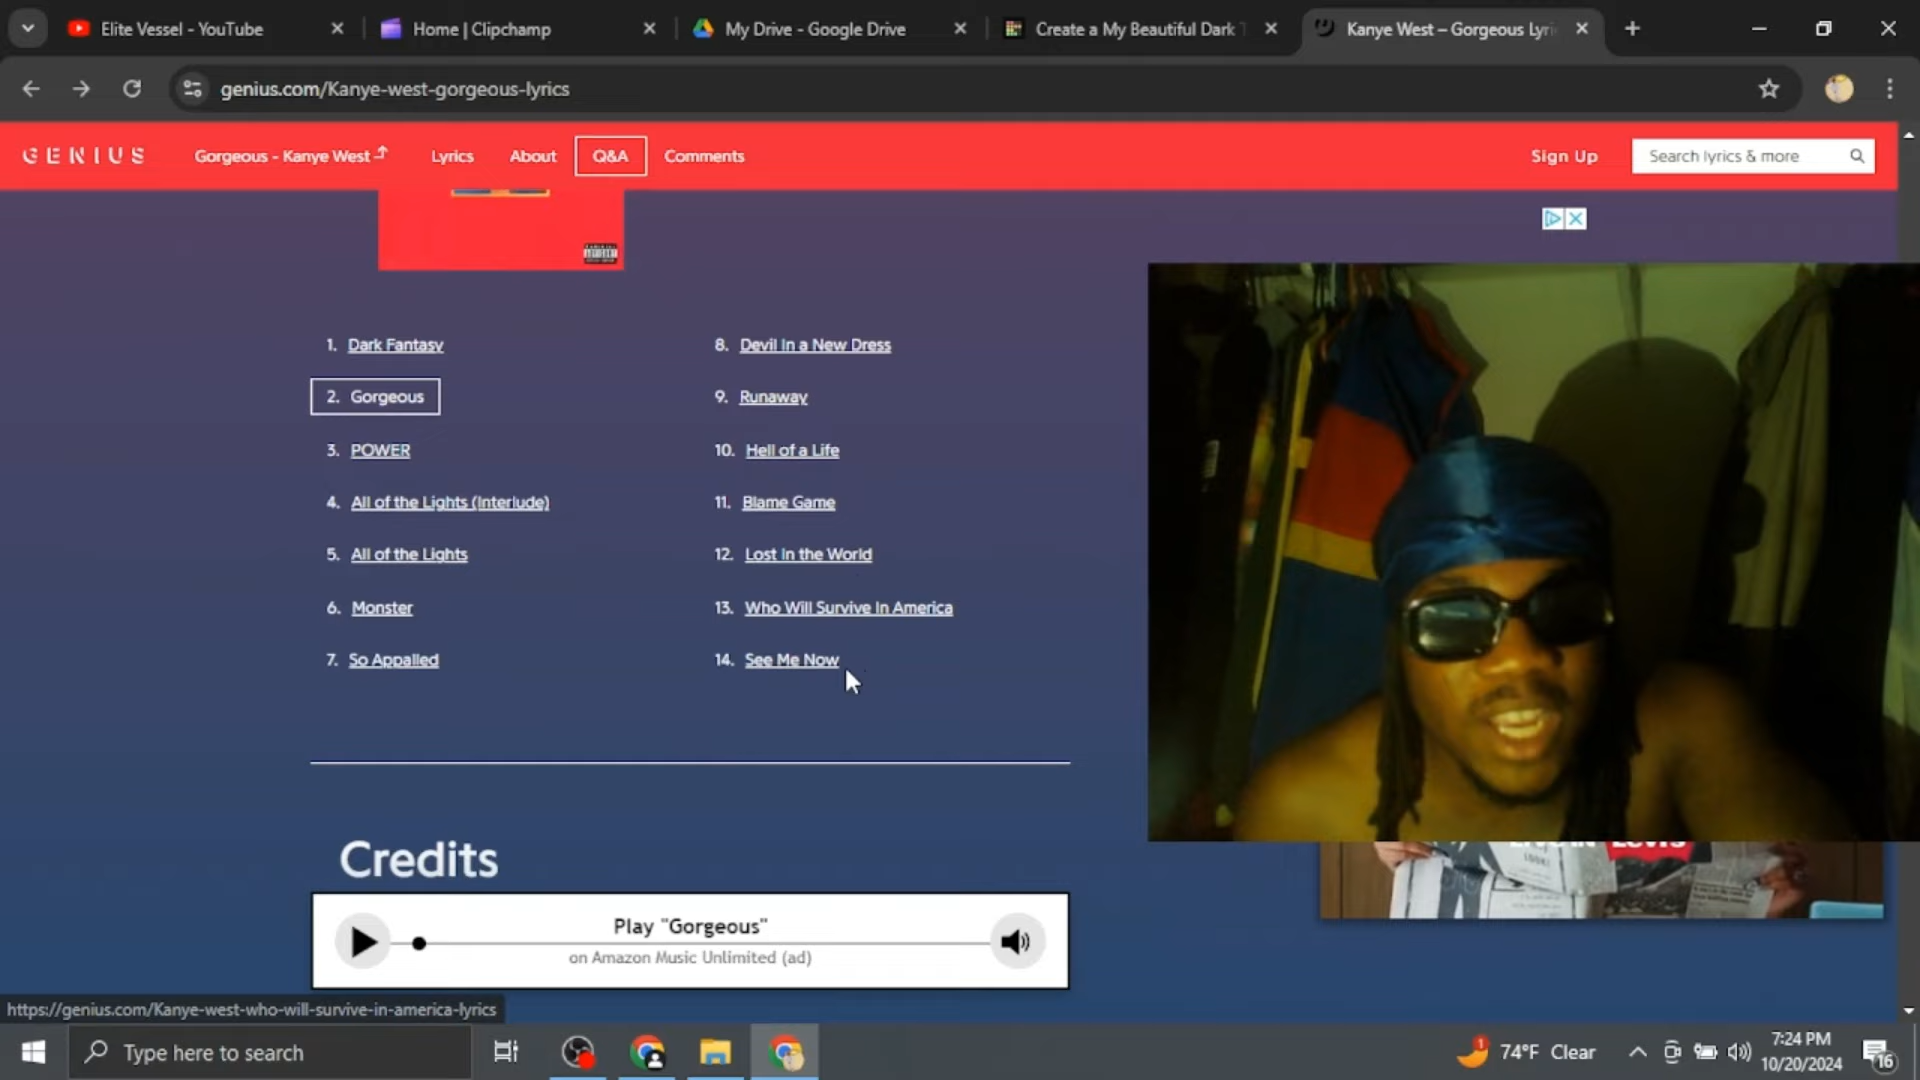 Elite Vessel - YouTube
Home | Clipchamp
My Drive - Google Drive
Create a My Beautiful Dark
Kanye West – Gorgeous Lyri
genius.com/Kanye-west-gorgeous-lyrics
GENIUS
Gorgeous - Kanye West
Lyrics
About
Q&A
Comments
Sign Up
Search lyrics & more
1. Dark Fantasy
2. Gorgeous
3. POWER
4. All of the Lights (Interlude)
5. All of the Lights
6. Monster
7. So Appalled
8. Devil In a New Dress
9. Runaway
10. Hell of a Life
11. Blame Game
12. Lost In the World
13. Who Will Survive In America
14. See Me Now
Credits
Play "Gorgeous"
on Amazon Music Unlimited (ad)
https://genius.com/Kanye-west-who-will-survive-in-america-lyrics
Type here to search
1
74°F Clear
7:24 PM
10/20/2024
16